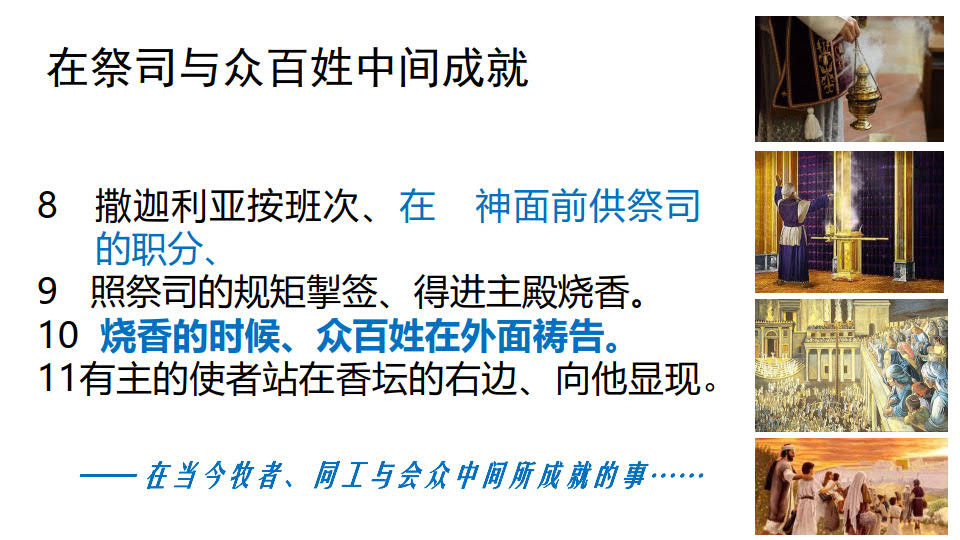 在祭司与众百姓中间成就
8 撒迦利亚按班次、在 神面前供祭司
的职分、
9 照祭司的规矩掣签、得进主殿烧香。
10 烧香的时候、众百姓在外面祷告。
11有主的使者站在香坛的右边、向他显现。
——在当今牧者、同工与会众中间所成就的事……